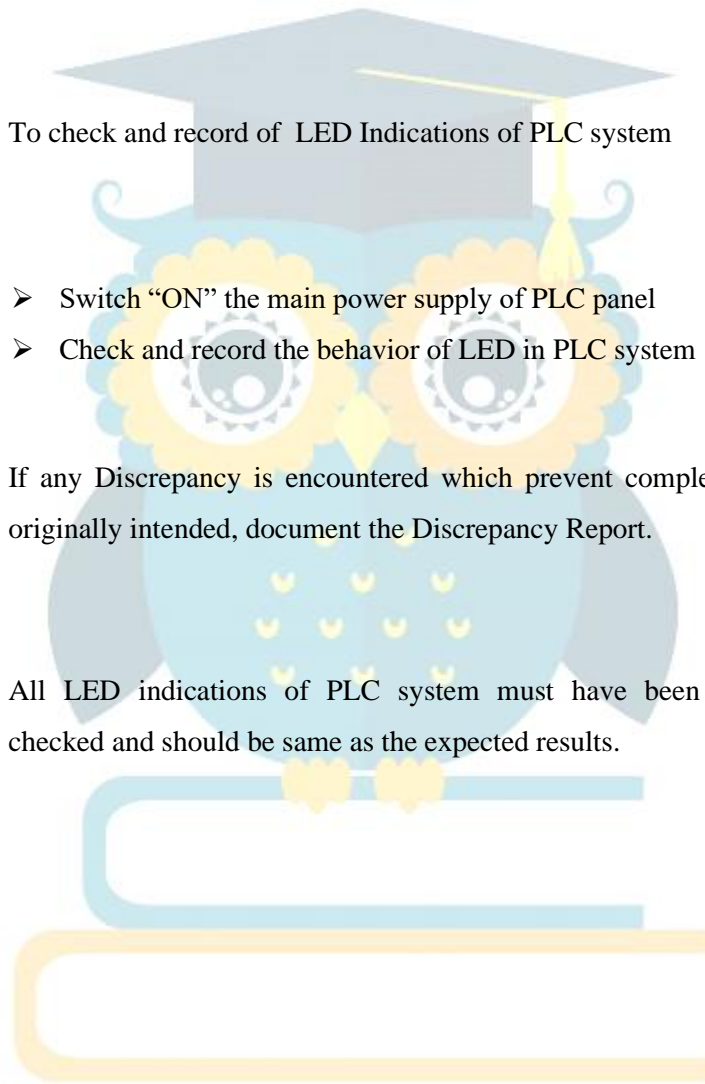 To check and record of LED Indications of PLC system
➢ Switch “ON” the main power supply of PLC panel
➢ Check and record the behavior of LED in PLC system
If any Discrepancy is encountered which prevent comple
originally intended, document the Discrepancy Report.
All LED indications of PLC system must have been
checked and should be same as the expected results.